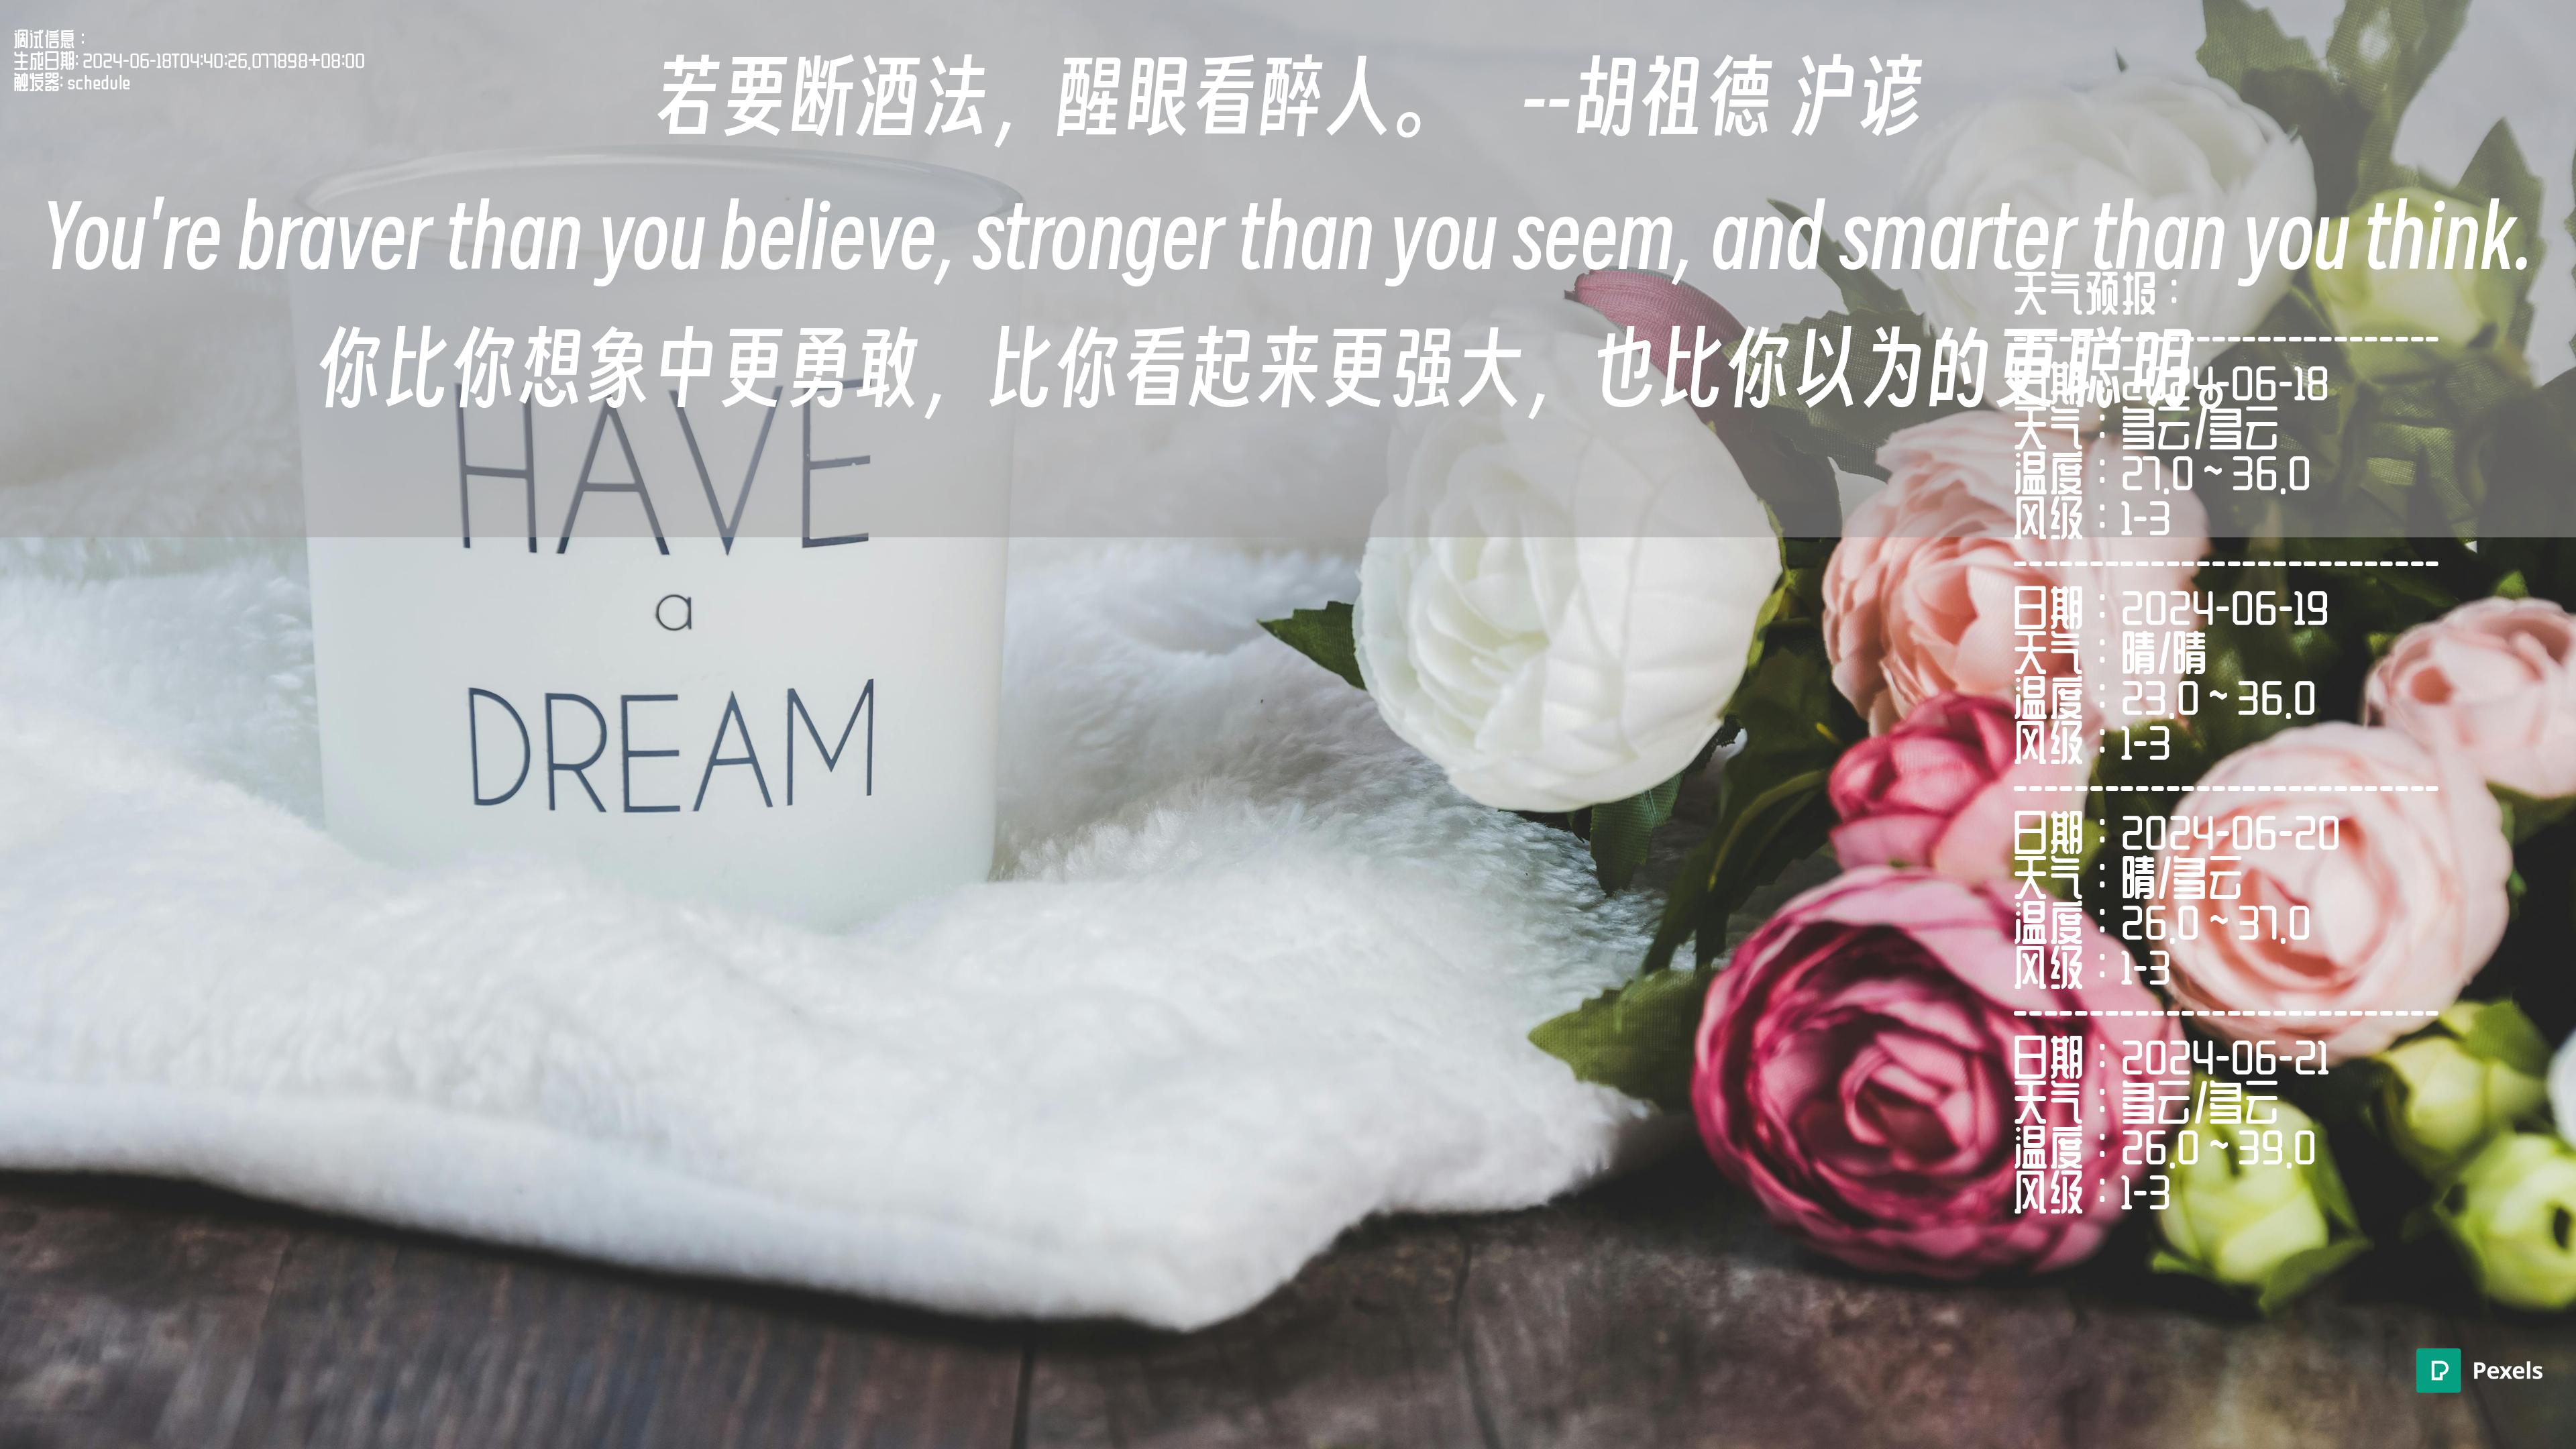 调试信息：
生成日期: 2024-06-18T04:40:26.077898+08:00
触发器: schedule
若要断酒法，醒眼看醉人。 --胡祖德 沪谚
You're braver than you believe, stronger than you seem, and smarter than you think.
你比你想象中更勇敢，比你看起来更强大，也比你以为的更聪明。
HAVE
a
DREAM
天气预报：
------------------------------
日期：2024-06-18
天气：多云/多云
温度：27.0 ~ 36.0
风级：1-3
------------------------------
日期：2024-06-19
天气：晴/晴
温度：23.0 ~ 36.0
风级：1-3
------------------------------
日期：2024-06-20
天气：晴/多云
温度：26.0 ~ 37.0
风级：1-3
------------------------------
日期：2024-06-21
天气：多云/多云
温度：26.0 ~ 39.0
风级：1-3
Pexels